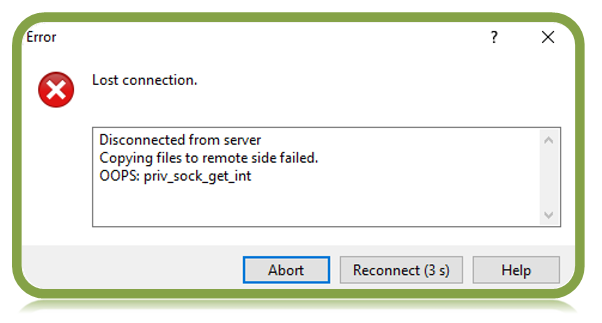 Error
?
Lost connection.
Disconnected from server
Copying files to remote side failed.
OOPS: priv_sock_get_int
Abort
Reconnect (3 s)
Help